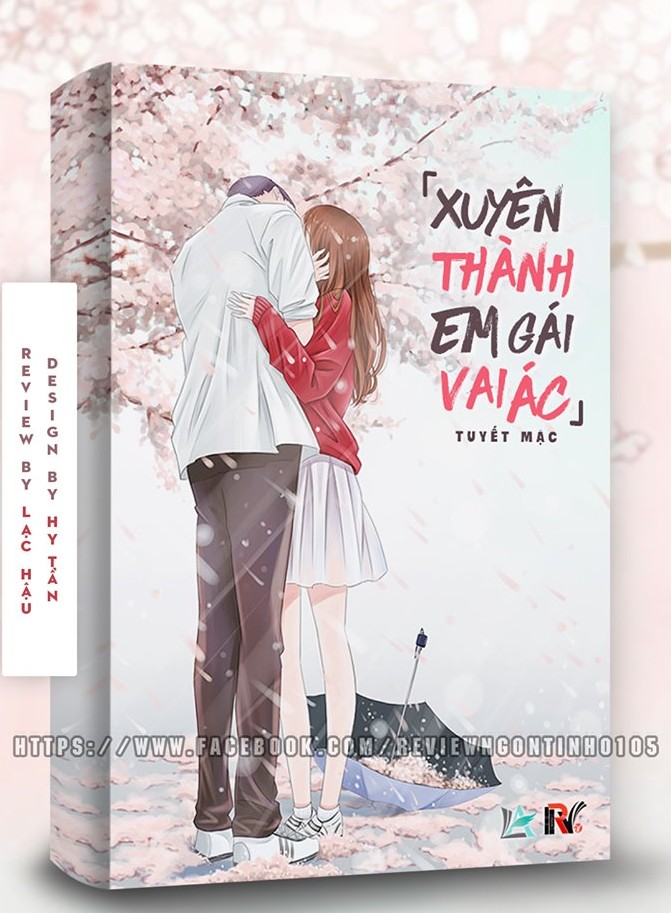 「XUYÊN
THÀNH
EM GÁI
VAI ÁC」
TUYẾT MẠC
REVIEW BY LẠC HẬU
DESIGN BY HY TẦN
HTTPS://WWW.FACEBOOK.COM/REVIEWNGONTINH0105
RV